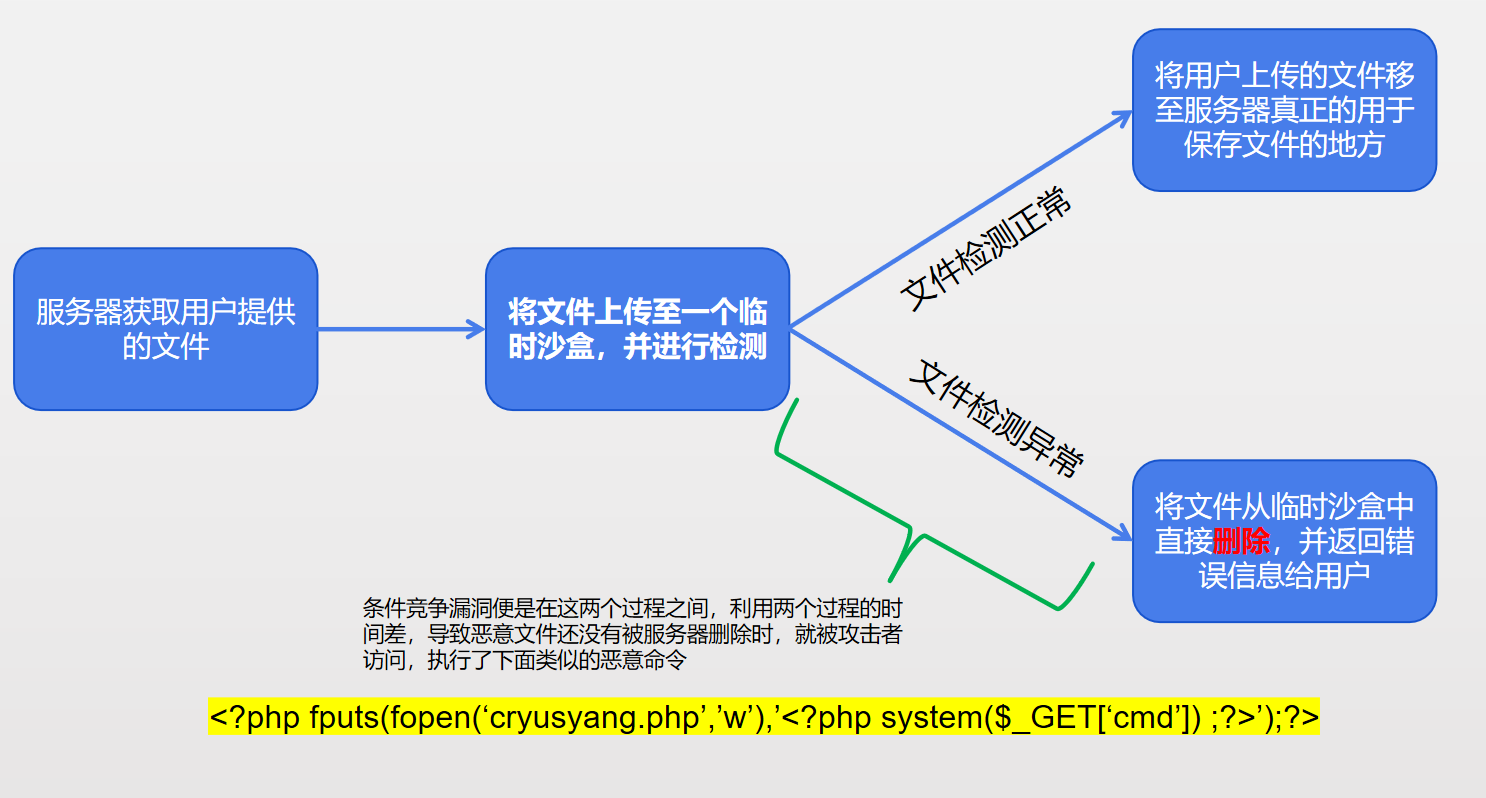 将用户上传的文件移
至服务器真正的用于
保存文件的地方
文件检测正常
服务器获取用户提供
的文件
将文件上传至一个临
时沙盒，并进行检测
文件检测异常
将文件从临时沙盒中
直接删除，并返回错
误信息给用户
条件竞争漏洞便是在这两个过程之间，利用两个过程的时
间差，导致恶意文件还没有被服务器删除时，就被攻击者
访问，执行了下面类似的恶意命令
<?php fputs(fopen(‘cryusyang.php’,’w’),’<?php system($_GET[‘cmd’]) ;?>’);?>